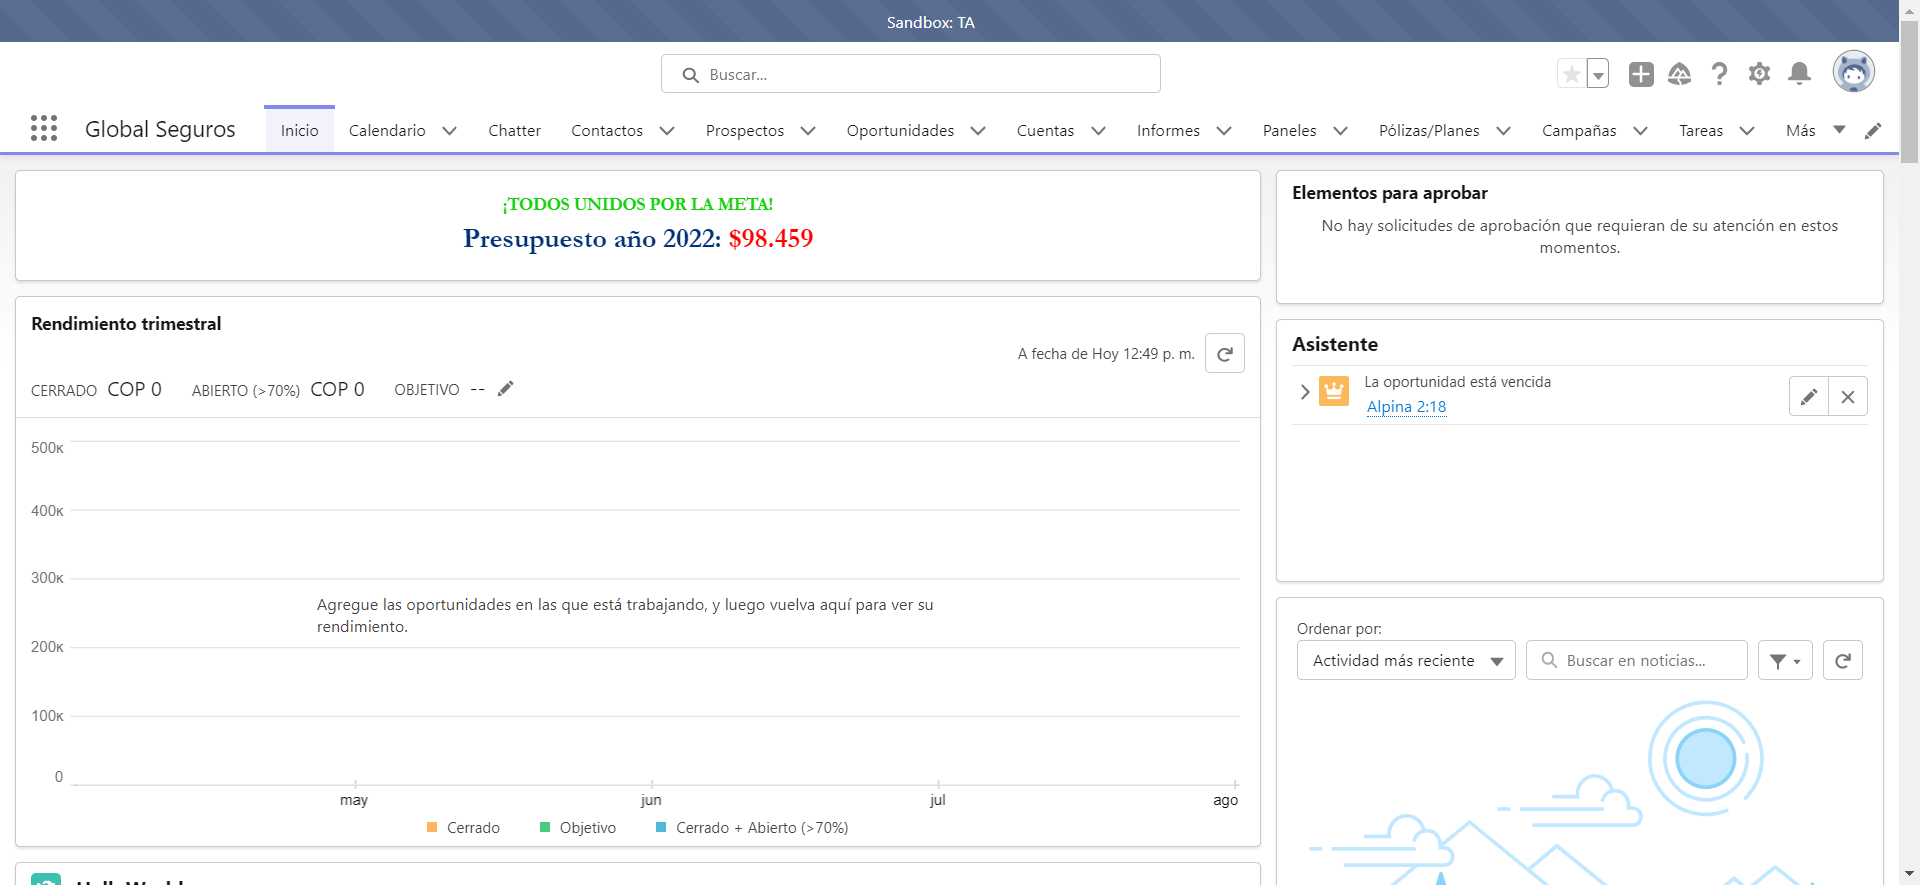 Sandbox: TA
Buscar...
Global Seguros
Inicio
Calendario
Chatter
Contactos
Prospectos
Oportunidades
Cuentas
Informes
Paneles
Pólizas/Planes
Campañas
Tareas
Más
¡TODOS UNIDOS POR LA META!
Presupuesto año 2022: $98.459
Rendimiento trimestral
A fecha de Hoy 12:49 p. m.
CERRADO COP 0 ABIERTO (>70%) COP 0 OBJETIVO --
500K
400K
300K
200K
100K
0
Agregue las oportunidades en las que está trabajando, y luego vuelva aquí para ver su
rendimiento.
may
jun
jul
ago
Cerrado
Objetivo
Cerrado + Abierto (>70%)
Elementos para aprobar
No hay solicitudes de aprobación que requieran de su atención en estos
momentos.
Asistente
La oportunidad está vencida
Alpina 2:18
Ordenar por:
Actividad más reciente
Buscar en noticias...